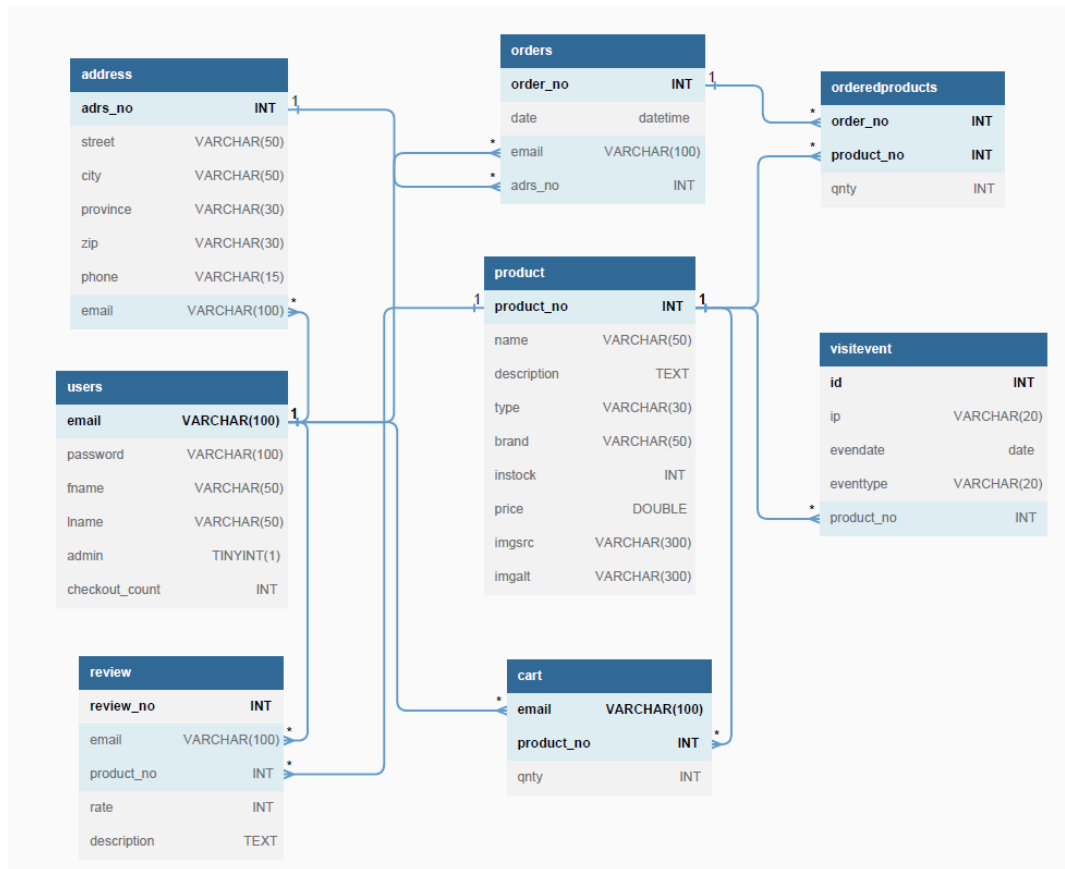 address
adrs_no INT
street VARCHAR(50)
city VARCHAR(50)
province VARCHAR(30)
zip VARCHAR(30)
phone VARCHAR(15)
email VARCHAR(100)
1
*
users
email VARCHAR(100)
password VARCHAR(100)
fname VARCHAR(50)
lname VARCHAR(50)
admin TINYINT(1)
checkout_count INT
1
review
review_no INT
email VARCHAR(100)
product_no INT
rate INT
description TEXT
*
*
orders
order_no INT
date datetime
email VARCHAR(100)
adrs_no INT
1
*
*
product
product_no INT
name VARCHAR(50)
description TEXT
type VARCHAR(30)
brand VARCHAR(50)
instock INT
price DOUBLE
imgsrc VARCHAR(300)
imgalt VARCHAR(300)
1
1
cart
email VARCHAR(100)
product_no INT
qnty INT
*
*
orderedproducts
order_no INT
product_no INT
qnty INT
*
*
visitevent
id INT
ip VARCHAR(20)
evendate date
eventtype VARCHAR(20)
product_no INT
*